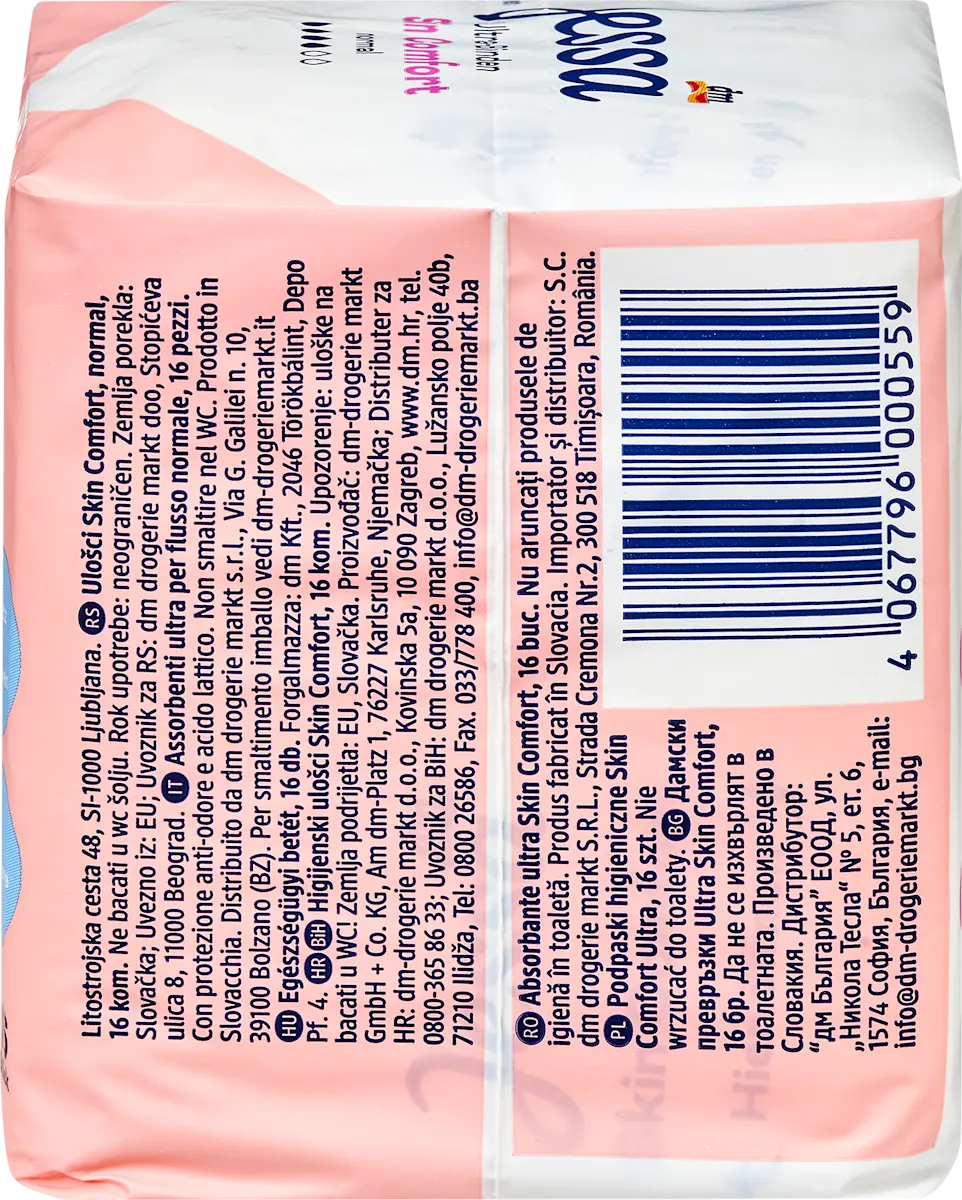 dm
Jessa
Ultrabinden
Skin Comfort
normal
Litostrojska cesta 48, SI-1000 Ljubljana. RS Ulošci Skin Comfort, normal,
16 kom. Ne bacati u wc šolju. Rok upotrebe: neograničen. Zemlja porekla:
Slovačka; Uvezno iz: EU; Uvoznik za RS: dm drogerie markt doo, Stopićeva
ulica 8, 11000 Beograd. IT Assorbenti ultra per flusso normale, 16 pezzi.
Con protezione anti-odore e acido lattico. Non smaltire nel WC. Prodotto in
Slovacchia. Distribuito da dm drogerie markt s.r.l., Via G. Galilei n. 10,
39100 Bolzano (BZ). Per smaltimento imballo vedi dm-drogeriemarkt.it
HU Egészségügyi betét, 16 db. Forgalmazza: dm Kft., 2046 Törökbálint, Depo
Pf. 4. HR BIH Higijenski ulošci Skin Comfort, 16 kom. Upozorenje: uloške na
bacati u WC! Zemlja podrijetla: EU, Slovačka. Proizvođač: dm-drogerie markt
GmbH + Co. KG, Am dm-Platz 1, 76227 Karlsruhe, Njemačka; Distributer za
HR: dm-drogerie markt d.o.o., Kovinska 5a, 10 090 Zagreb, www.dm.hr, tel.
0800-365 86 33; Uvoznik za BiH: dm drogerie markt d.o.o., Lužansko polje 40b,
71210 Ilidža, Tel: 0800 26586, Fax. 033/778 400, info@dm-drogeriemarkt.ba
RO Absorbante ultra Skin Comfort, 16 buc. Nu aruncați produsele de
igienă în toaletă. Produs fabricat în Slovacia. Importator și distribuitor: S.C.
dm drogerie markt S.R.L., Strada Cremona Nr.2, 300 518 Timișoara, România.
PL Podpaski higieniczne Skin
Comfort Ultra, 16 szt. Nie
wrzucać do toalety. BG Дамски
превръзки Ultra Skin Comfort,
16 бр. Да не се изхвърлят в
тоалетната. Произведено в
Словакия. Дистрибутор:
“дм България” ЕООД, ул.
„Никола Тесла“ № 5, ет. 6,
1574 София, България, e-mail:
info@dm-drogeriemarkt.bg
4 067796 000559